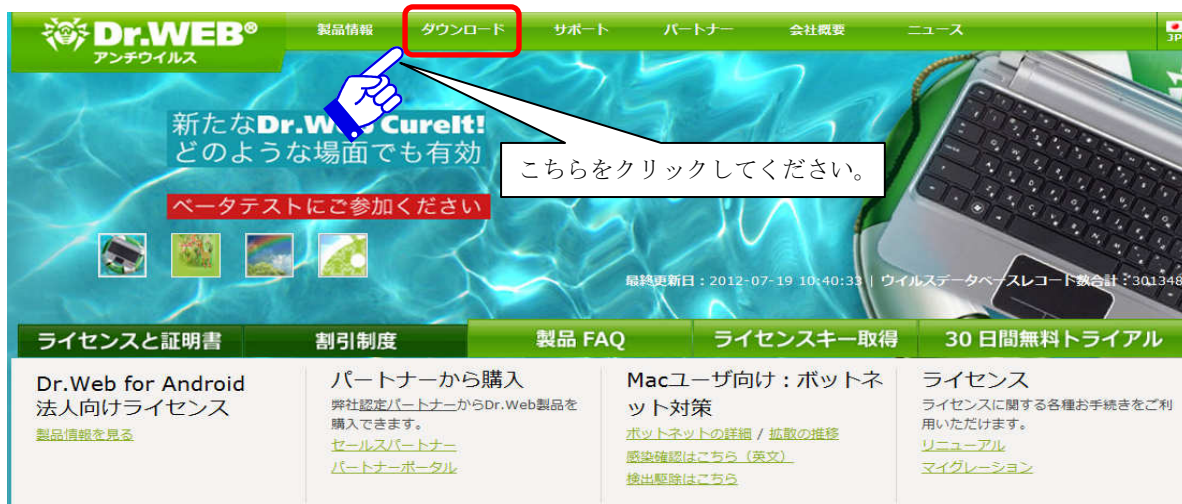 Dr.WEB®
アンチウイルス
製品情報
ダウンロード
サポート
パートナー
会社概要
ニュース
JP
新たなDr.Web CureIt!
どのような場面でも有効
ベータテストにご参加ください
こちらをクリックしてください。
最終更新日：2012-07-19 10:40:33 | ウイルスデータベースレコード数合計：301348
ライセンスと証明書
割引制度
製品 FAQ
ライセンスキー取得
30 日間無料トライアル
Dr.Web for Android
法人向けライセンス
製品情報を見る
パートナーから購入
弊社認定パートナーからDr.Web製品を
購入できます。
セールスパートナー
パートナーポータル
Macユーザ向け：ボットネ
ット対策
ボットネットの詳細 / 拡散の推移
感染確認はこちら（英文）
検出駆除はこちら
ライセンス
ライセンスに関する各種お手続きをご利
用いただけます。
リニューアル
マイグレーション